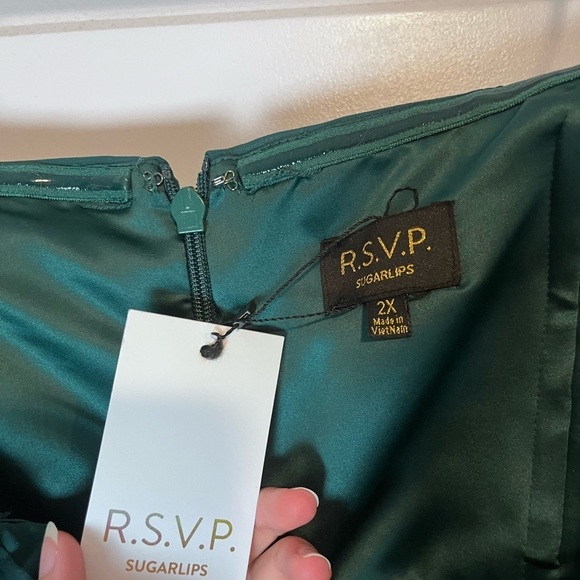 R.S.V.P.
SUGARLIPS
2X
Made in
VietNam
R.S.V.P.
SUGARLIPS